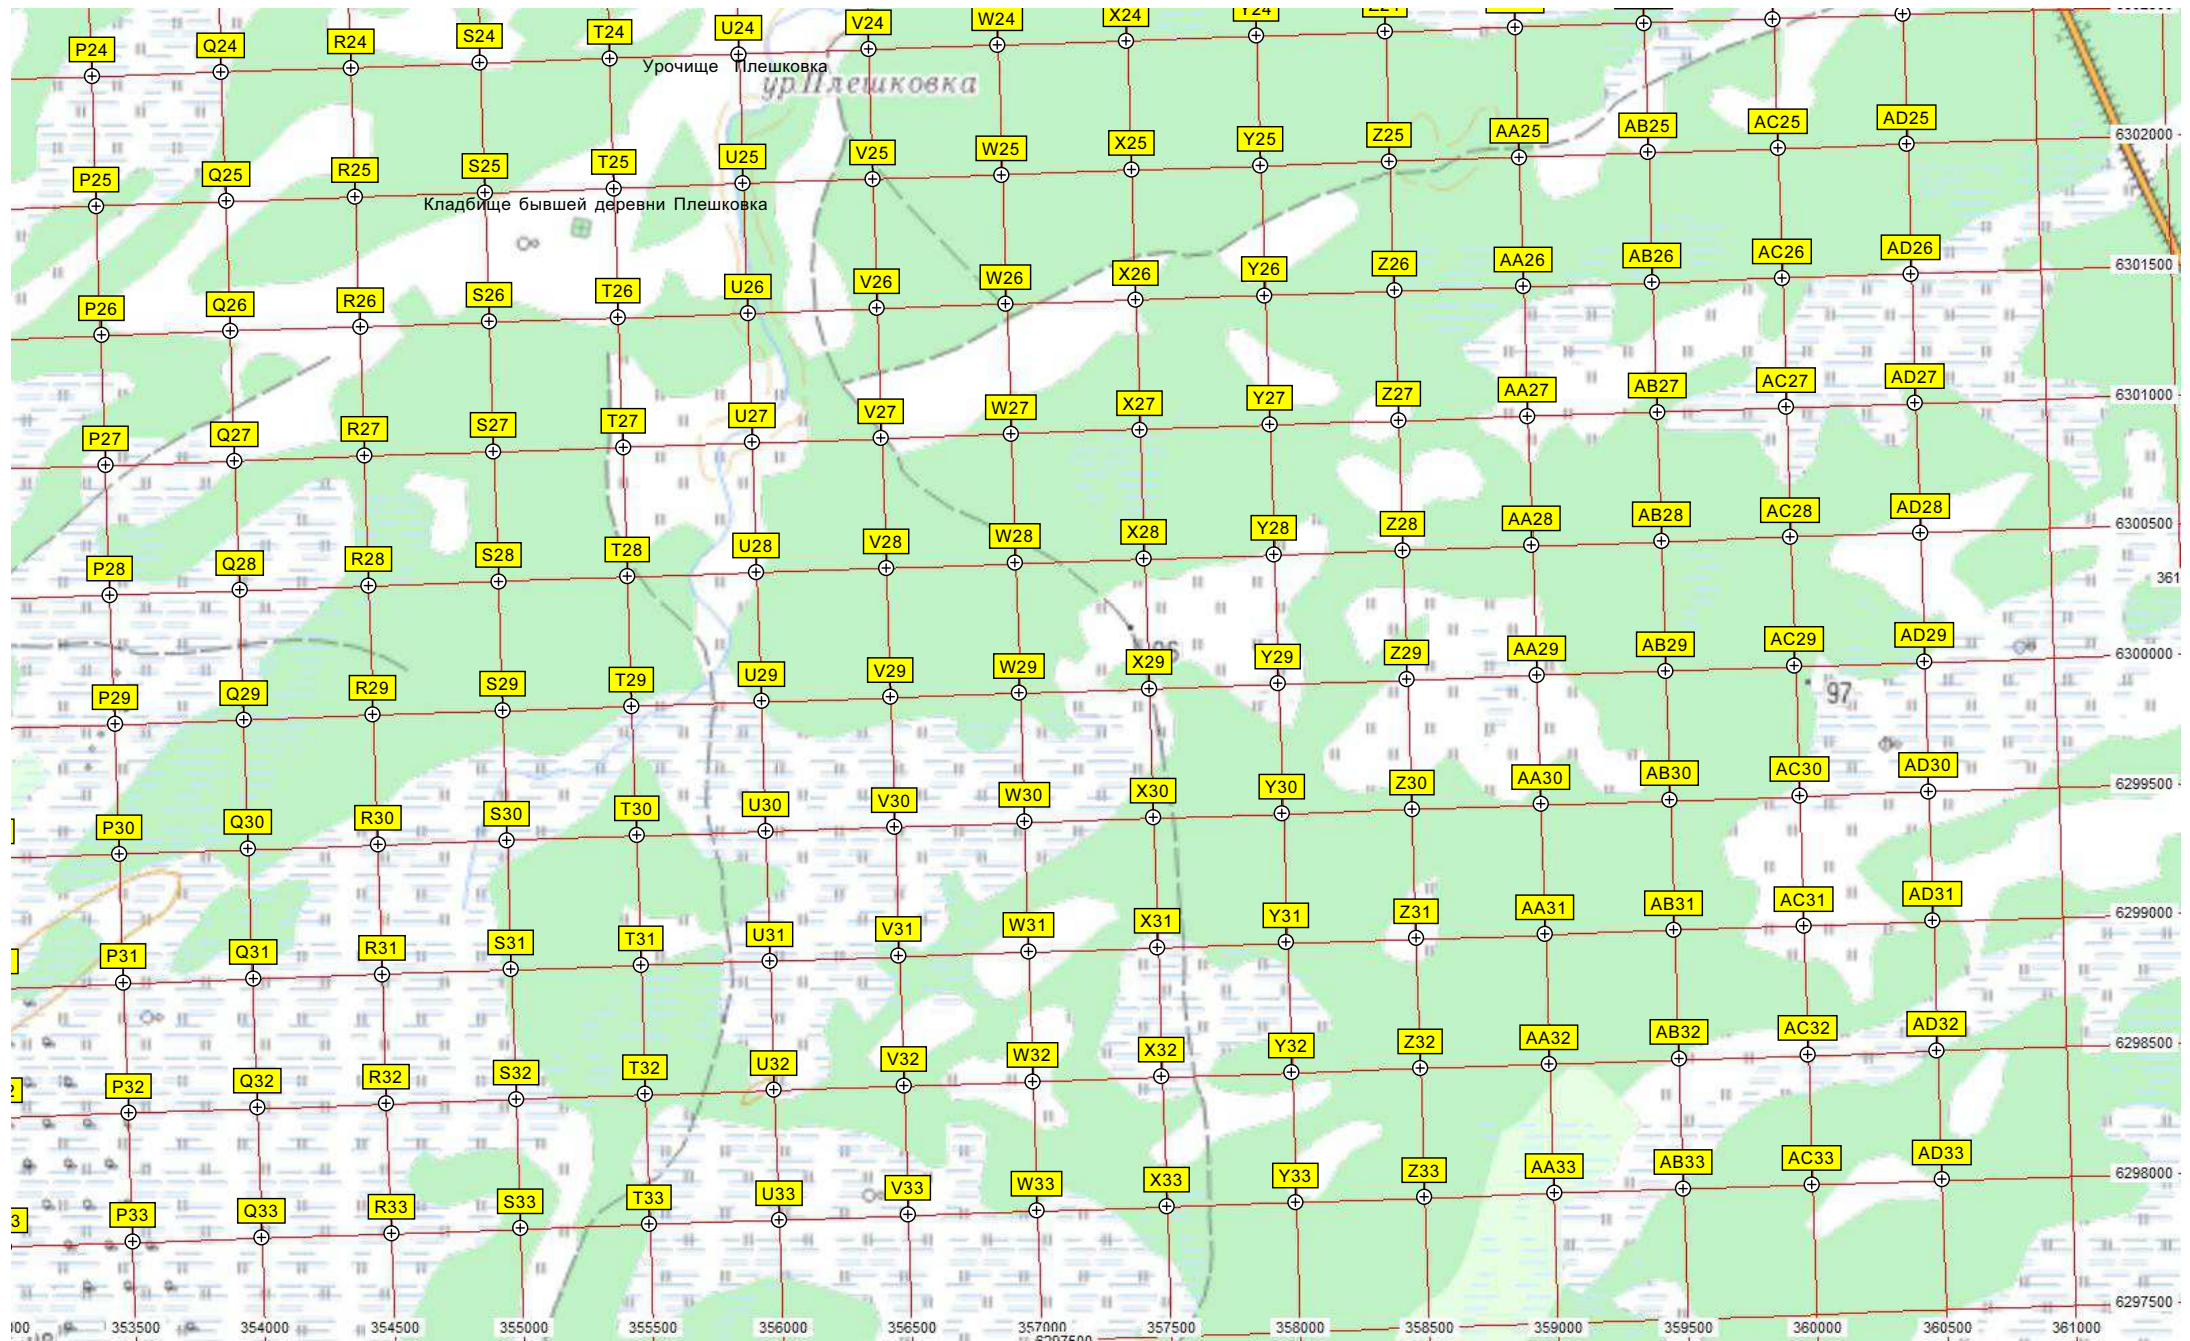 P24 Q24 R24 S24 T24 U24 V24 W24 X24 Y24
Урочище Плешковка
ур.Плешковка
P25 Q25 R25 S25 T25 U25 V25 W25 X25 Y25 Z25 AA25 AB25 AC25 AD25
6302000
Кладбище бывшей деревни Плешковка
P26 Q26 R26 S26 T26 U26 V26 W26 X26 Y26 Z26 AA26 AB26 AC26 AD26
6301500
P27 Q27 R27 S27 T27 U27 V27 W27 X27 Y27 Z27 AA27 AB27 AC27 AD27
6301000
P28 Q28 R28 S28 T28 U28 V28 W28 X28 Y28 Z28 AA28 AB28 AC28 AD28
6300500
361
P29 Q29 R29 S29 T29 U29 V29 W29 X29 Y29 Z29 AA29 AB29 AC29 AD29
6300000
97
P30 Q30 R30 S30 T30 U30 V30 W30 X30 Y30 Z30 AA30 AB30 AC30 AD30
6299500
P31 Q31 R31 S31 T31 U31 V31 W31 X31 Y31 Z31 AA31 AB31 AC31 AD31
6299000
P32 Q32 R32 S32 T32 U32 V32 W32 X32 Y32 Z32 AA32 AB32 AC32 AD32
6298500
3 P33 Q33 R33 S33 T33 U33 V33 W33 X33 Y33 Z33 AA33 AB33 AC33 AD33
6298000
6297500
353500 354000 354500 355000 355500 356000 356500 357000 357500 358000 358500 359000 359500 360000 360500 361000